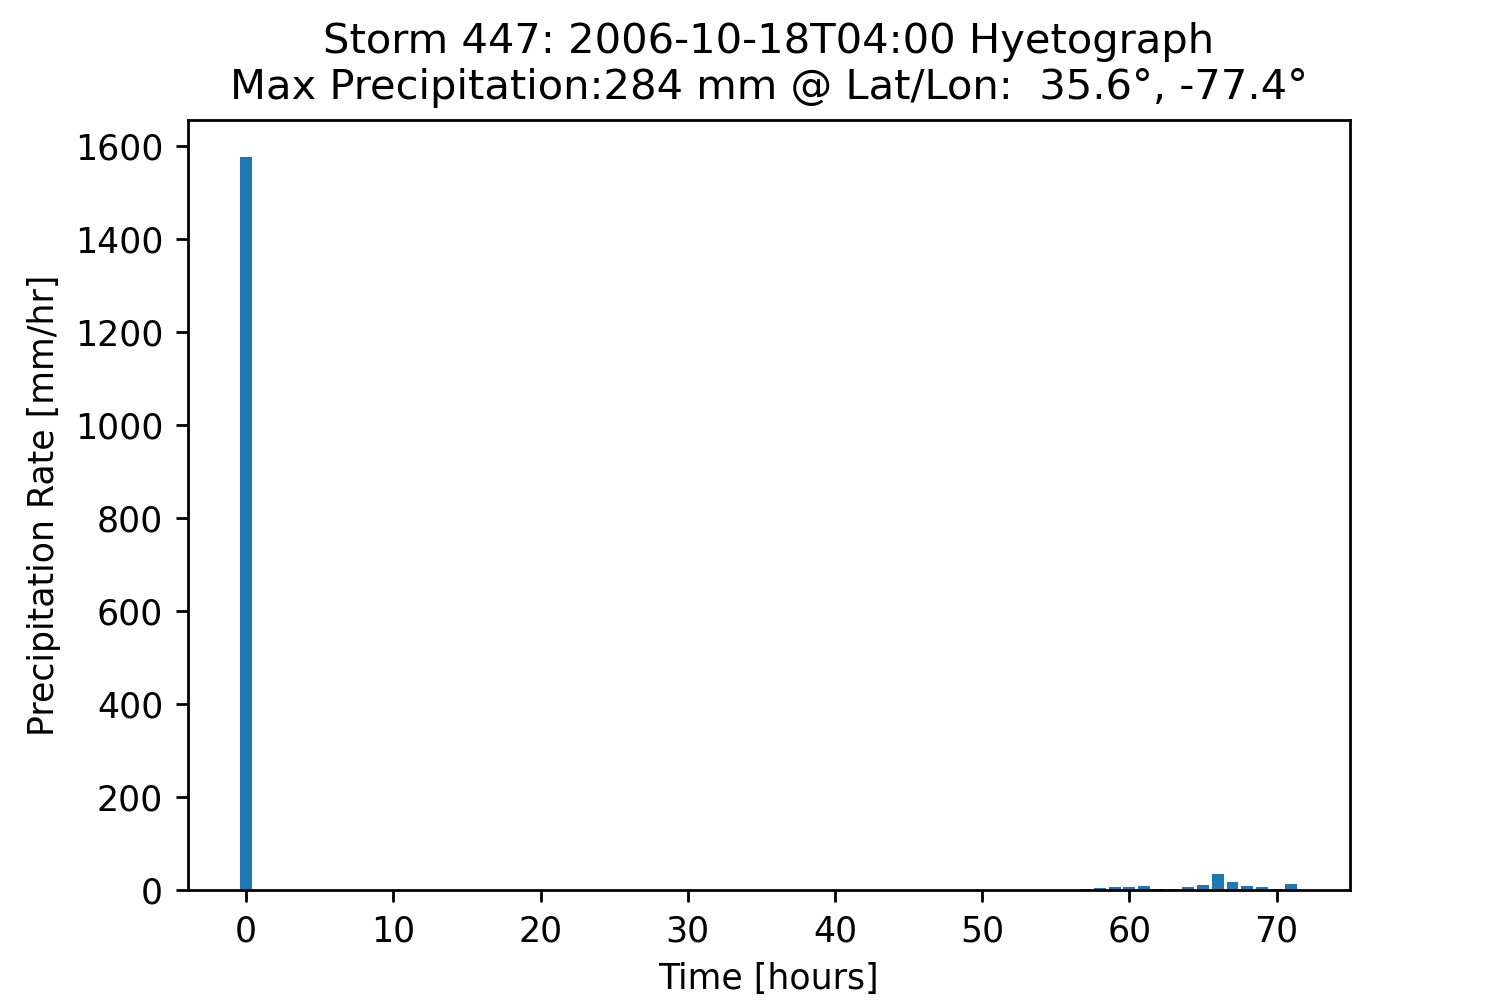 Storm 447: 2006-10-18T04:00 Hyetograph
Max Precipitation:284 mm @ Lat/Lon:  35.6°, -77.4°
Precipitation Rate [mm/hr]
1600
1400
1200
1000
800
600
400
200
0
0 10 20 30 40 50 60 70
Time [hours]